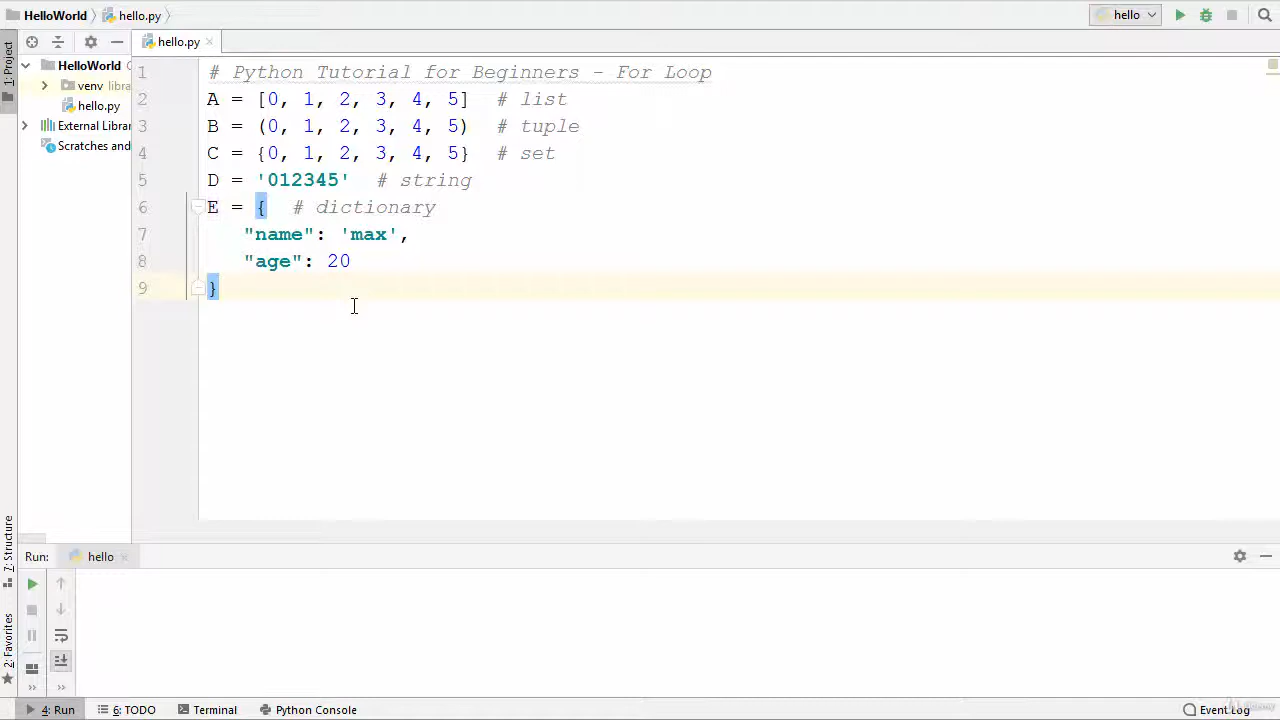 HelloWorld hello.py hello
1: Project hello.py
HelloWorld
venv libra
hello.py
External Librar
Scratches and
1 # Python Tutorial for Beginners - For Loop
2 A = [0, 1, 2, 3, 4, 5] # list
3 B = (0, 1, 2, 3, 4, 5) # tuple
4 C = {0, 1, 2, 3, 4, 5} # set
5 D = '012345' # string
6 E = { # dictionary
7 "name": 'max',
8 "age": 20
9 }
7: Structure
2: Favorites
Run: hello
4: Run 6: TODO Terminal Python Console Event Log